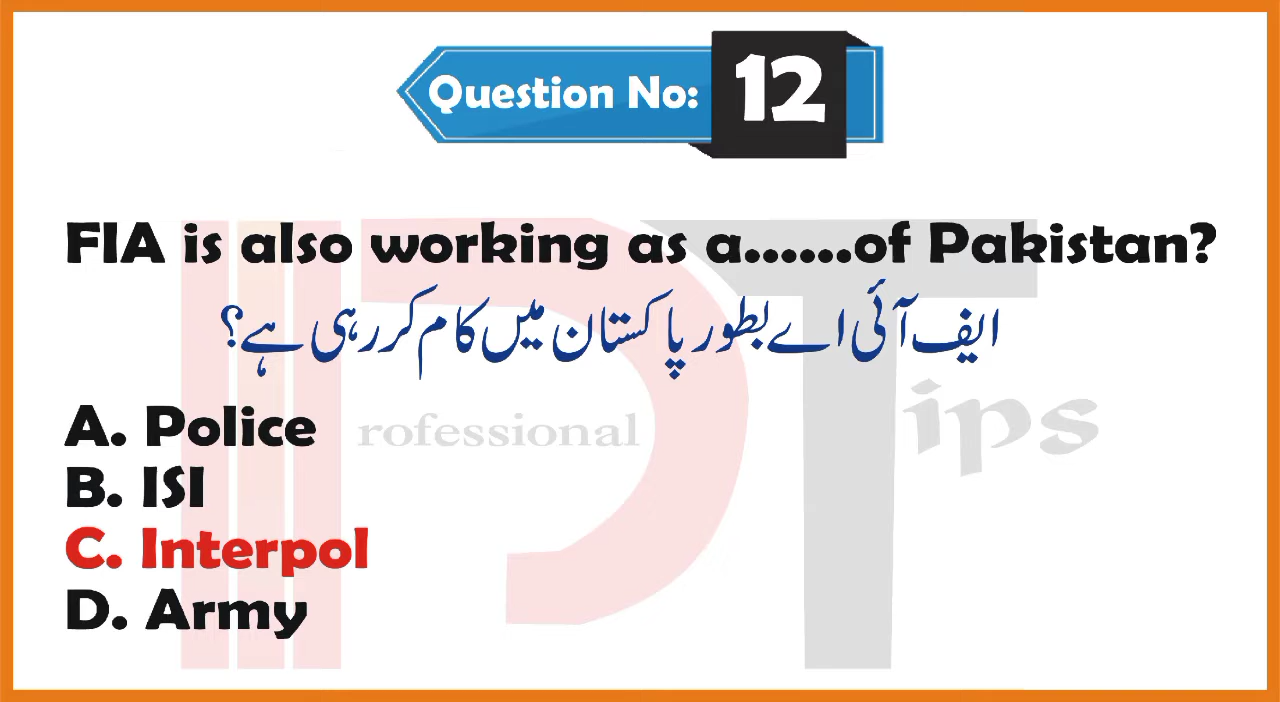 Question No: 12
FIA is also working as a......of Pakistan?
ایف آئی اے بطور پاکستان میں کام کر رہی ہے؟
A. Police
B. ISI
C. Interpol
D. Army
PT
rofessional
ips